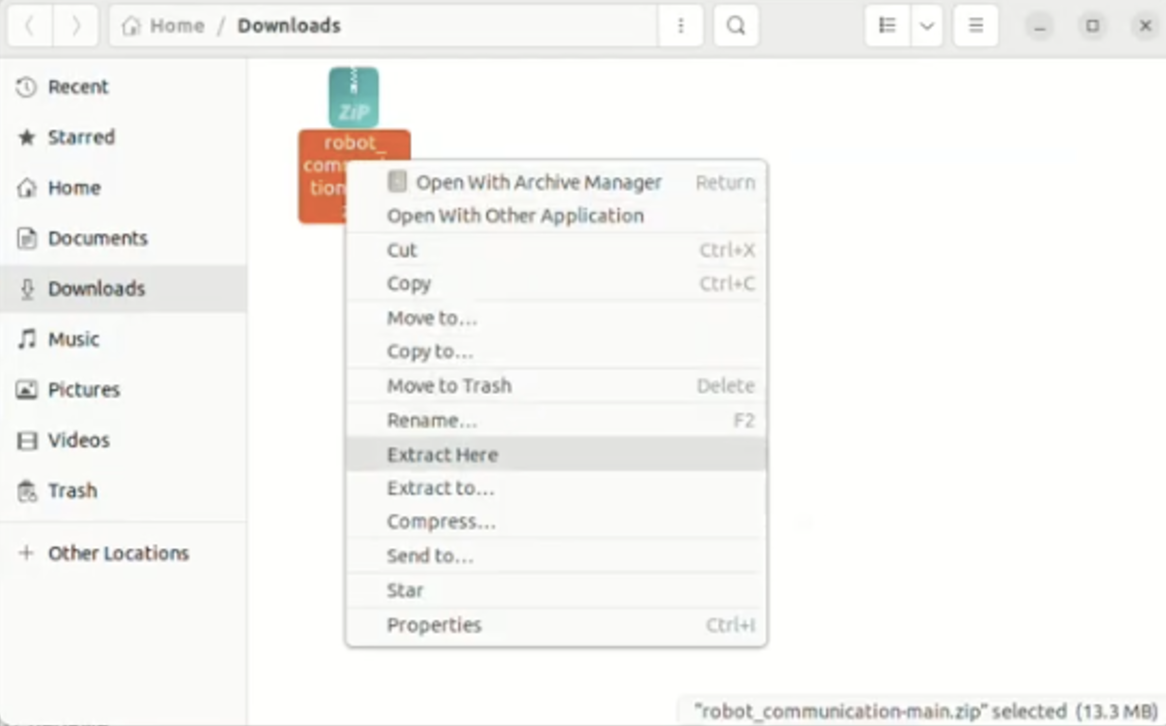 Home / Downloads
Recent
Starred
Home
Documents
Downloads
Music
Pictures
Videos
Trash
+ Other Locations
ZIP
robot_
com
tion
Open With Archive Manager Return
Open With Other Application
Cut Ctrl+X
Copy Ctrl+C
Move to…
Copy to…
Move to Trash Delete
Rename… F2
Extract Here
Extract to…
Compress…
Send to…
Star
Properties Ctrl+I
"robot_communication-main.zip" selected (13.3 MB)